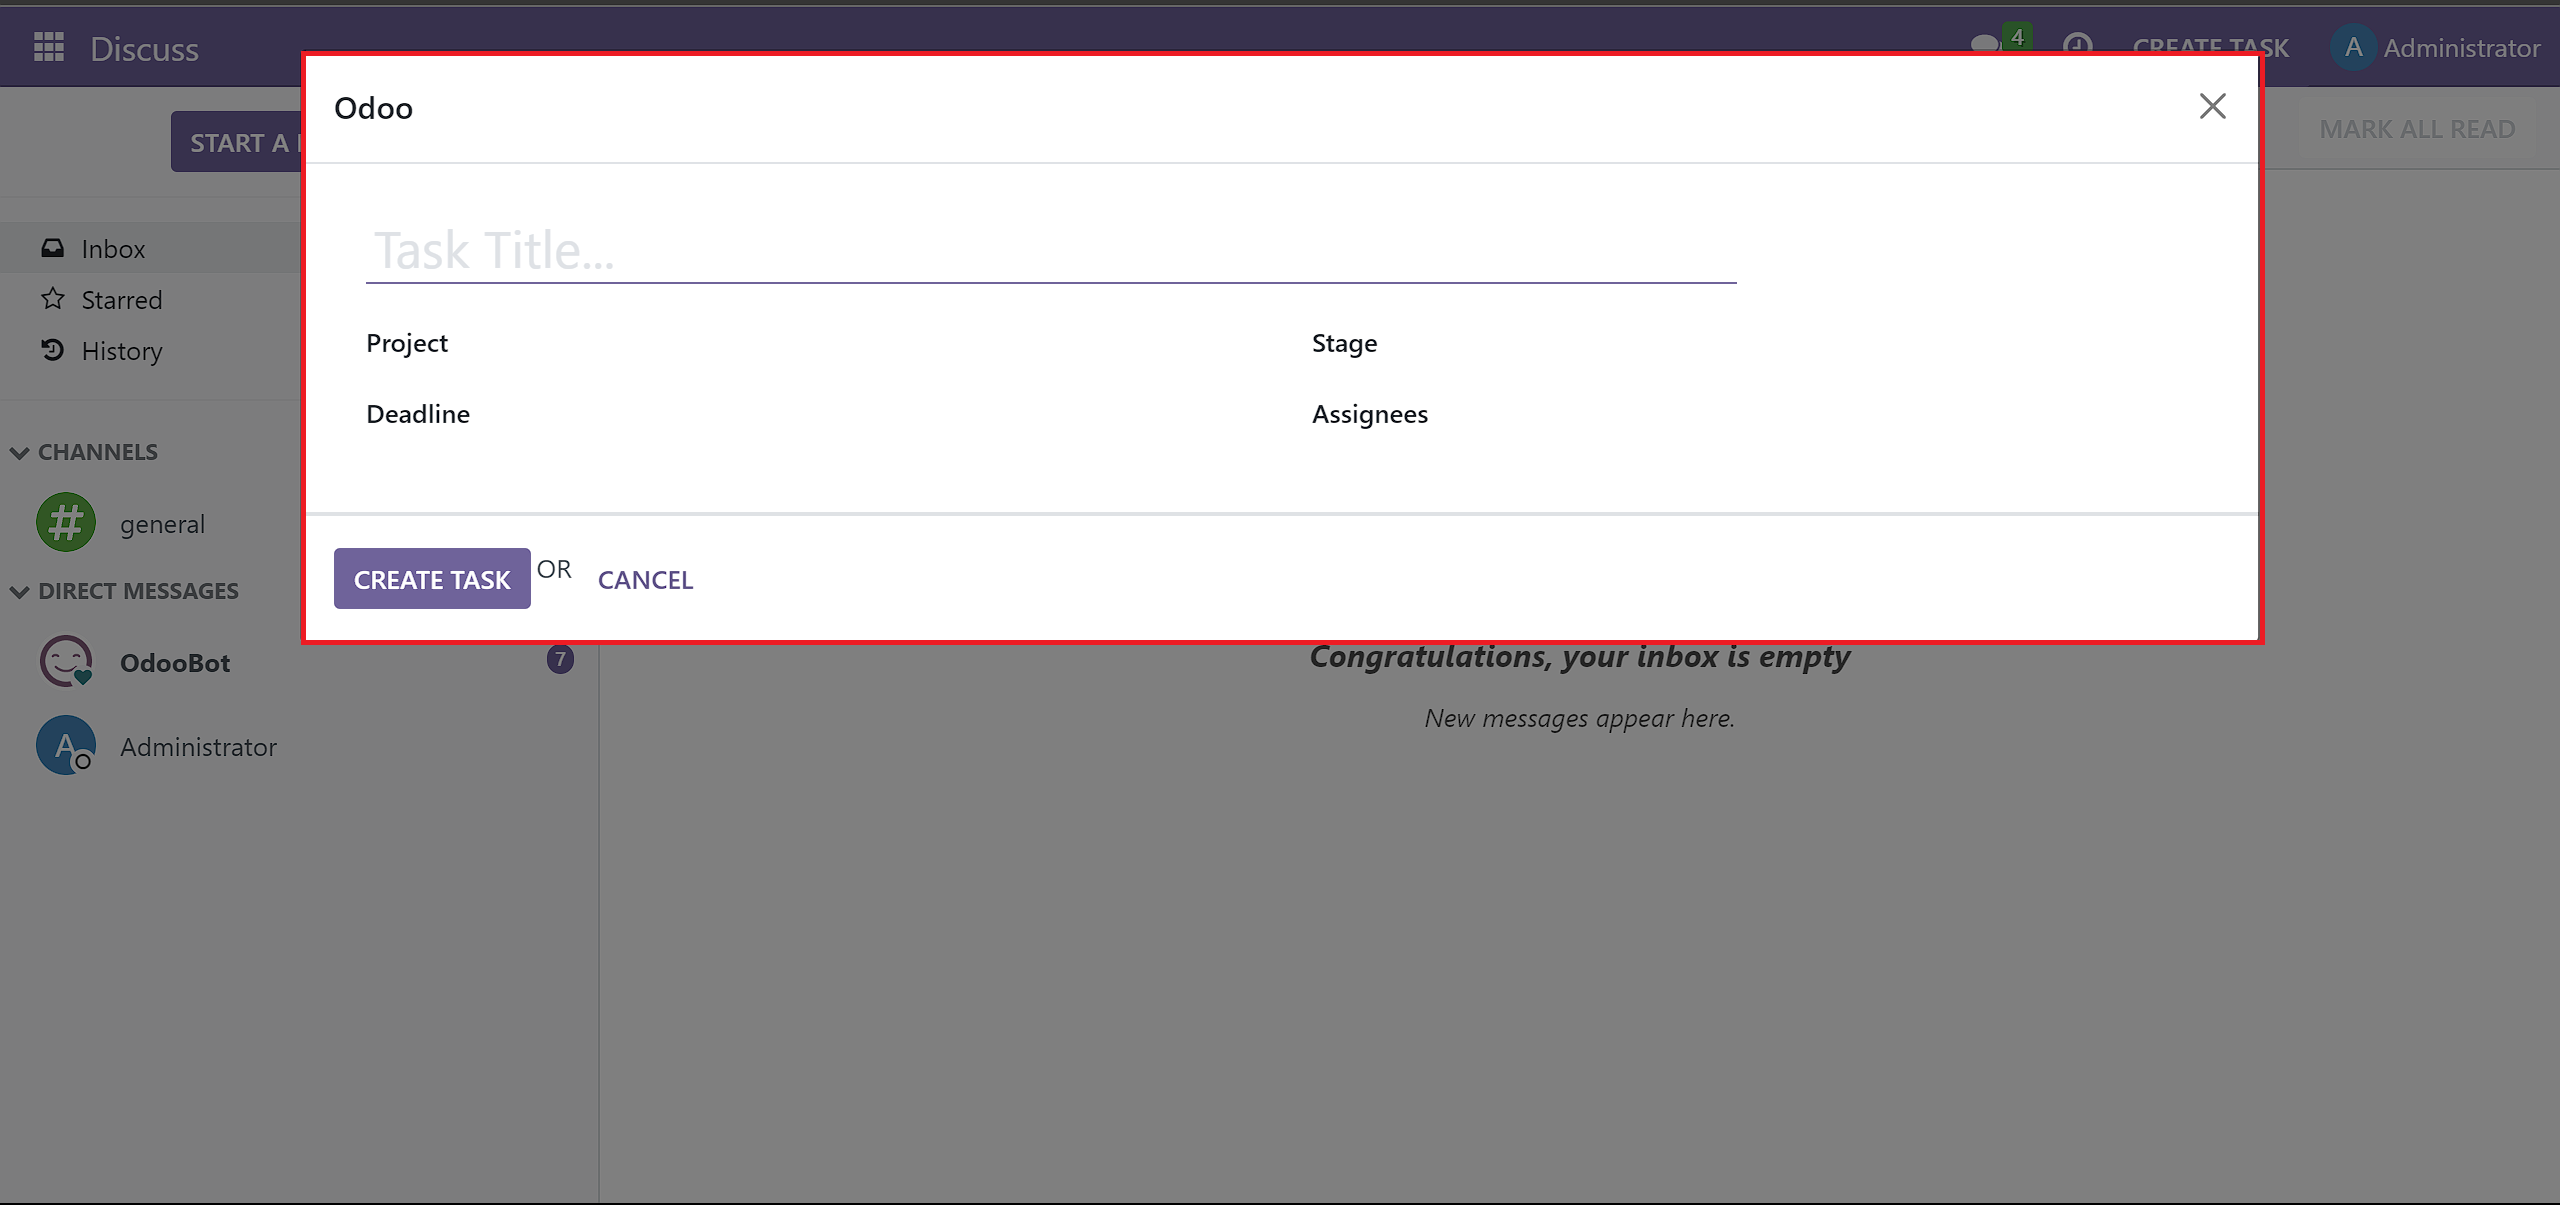 Discuss
4
CREATE TASK
A Administrator
Odoo
START A
MARK ALL READ
Task Title...
Inbox
Starred
History
Project
Stage
Deadline
Assignees
CHANNELS
# general
CREATE TASK OR CANCEL
DIRECT MESSAGES
OdooBot
7
Congratulations, your inbox is empty
New messages appear here.
A Administrator